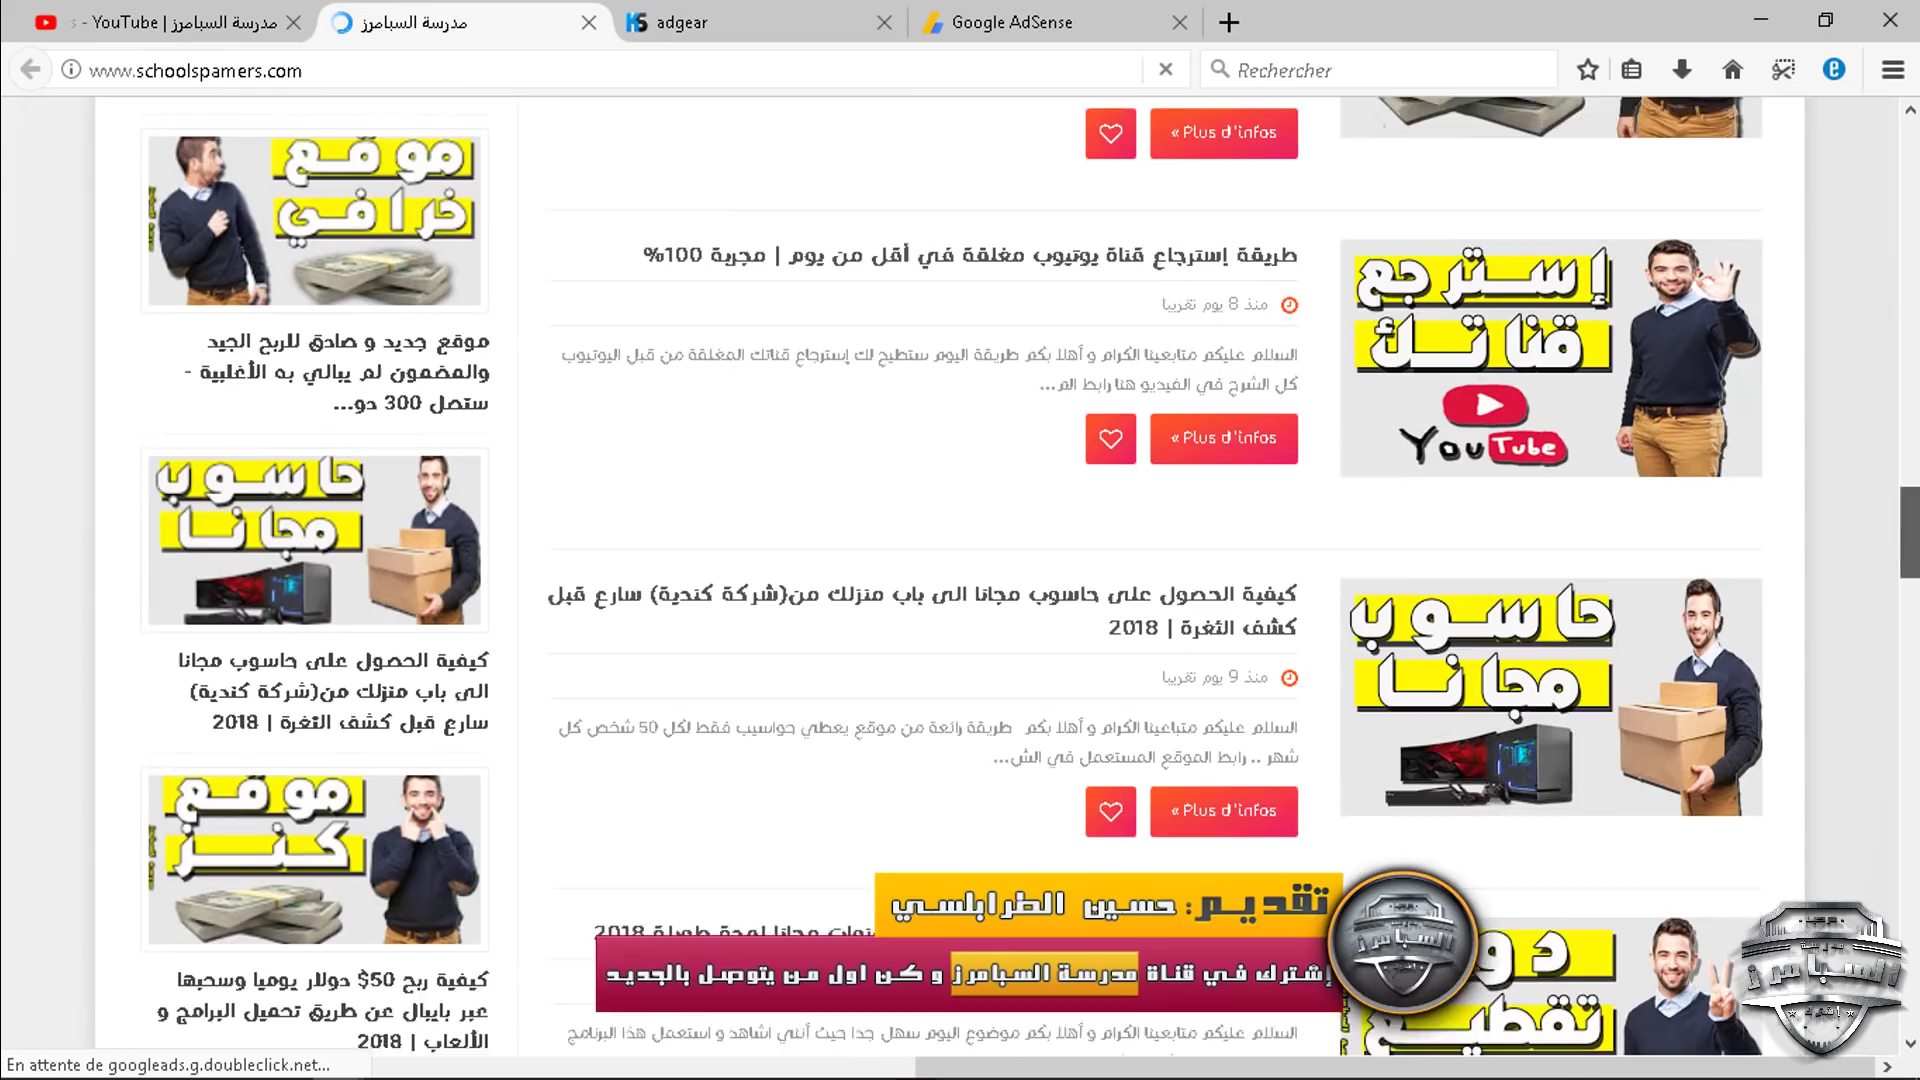 s - YouTube | مدرسة السبامرز
مدرسة السبامرز
adgear
Google AdSense
www.schoolspamers.com
Rechercher
« Plus d'infos
طريقة إسترجاع قناة يوتيوب مغلقة في أقل من يوم | مجربة 100%
منذ 8 يوم تقريبا
السلام عليكم متابعينا الكرام و أهلا بكم طريقة اليوم ستطيح لك إسترجاع قناتك المغلقة من قبل اليوتيوب
كل الشرح في الفيديو هنا رابط الم...
« Plus d'infos
إسترجع
قناتك
YouTube
كيفية الحصول على حاسوب مجانا الى باب منزلك من(شركة كندية) سارع قبل
كشف الثغرة | 2018
منذ 9 يوم تقريبا
السلام عليكم متباعينا الكرام و أهلا بكم طريقة رائعة من موقع يعطي حواسيب فقط لكل 50 شخص كل
شهر .. رابط الموقع المستعمل في الش...
« Plus d'infos
حاسوب
مجانا
السلام عليكم متابعينا الكرام و أهلا بكم موضوع اليوم سهل جدا حيث أنني اشاهد و استعمل هذا البرنامج
تقطيع
موقع
خرافي
موقع جديد و صادق للربح الجيد
والمضمون لم يبالي به الأغلبية -
ستصل 300 دو...
حاسوب
مجانا
كيفية الحصول على حاسوب مجانا
الى باب منزلك من(شركة كندية)
سارع قبل كشف الثغرة | 2018
موقع
كنز
كيفية ربح 50$ دولار يوميا وسحبها
عبر بايبال عن طريق تحميل البرامج و
الألعاب | 2018
تقديم: حسين الطرابلسي
إشترك في قناة مدرسة السبامرز و كن اول من يتوصل بالجديد
السبامرز
مدرسة
السبامرز
إشترك
En attente de googleads.g.doubleclick.net...